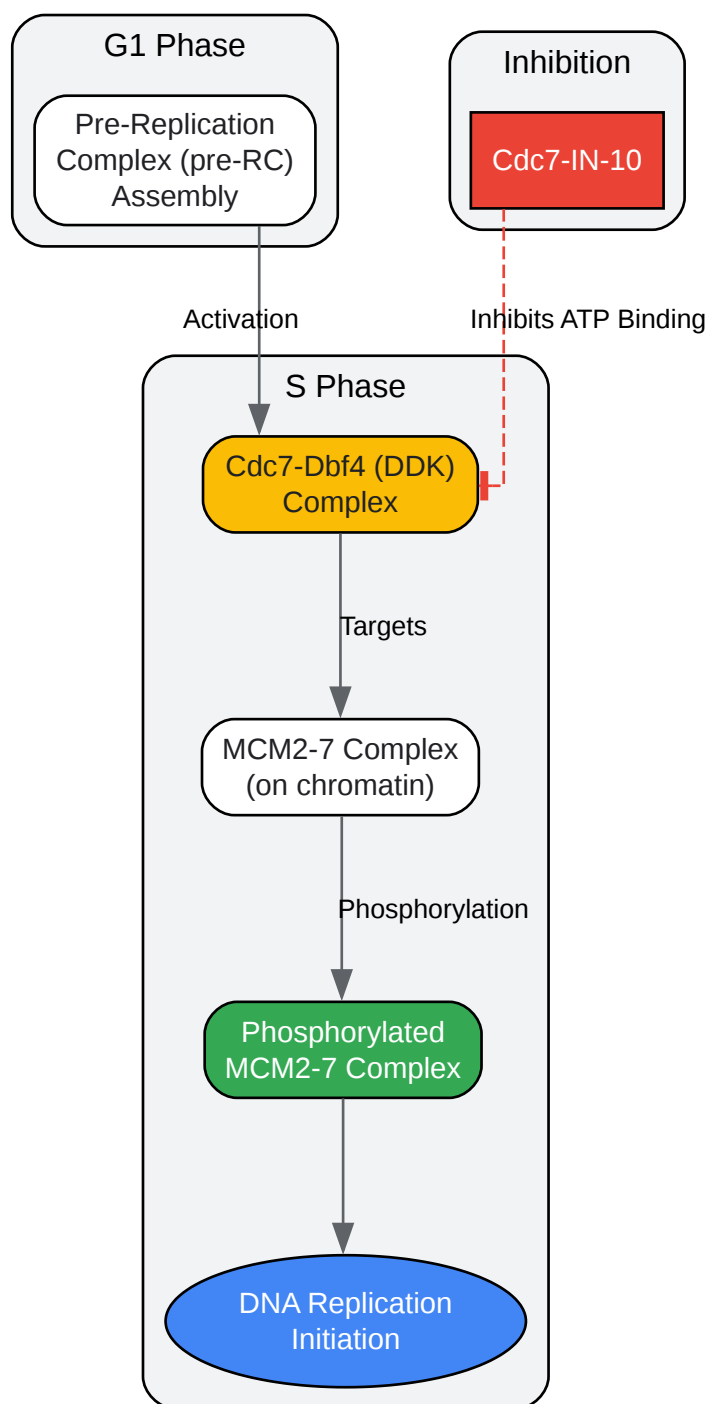 G1 Phase
Pre-Replication
Complex (pre-RC)
Assembly
Inhibition
Cdc7-IN-10
Activation
Inhibits ATP Binding
S Phase
Cdc7-Dbf4 (DDK)
Complex
Targets
MCM2-7 Complex
(on chromatin)
Phosphorylation
Phosphorylated
MCM2-7 Complex
DNA Replication
Initiation